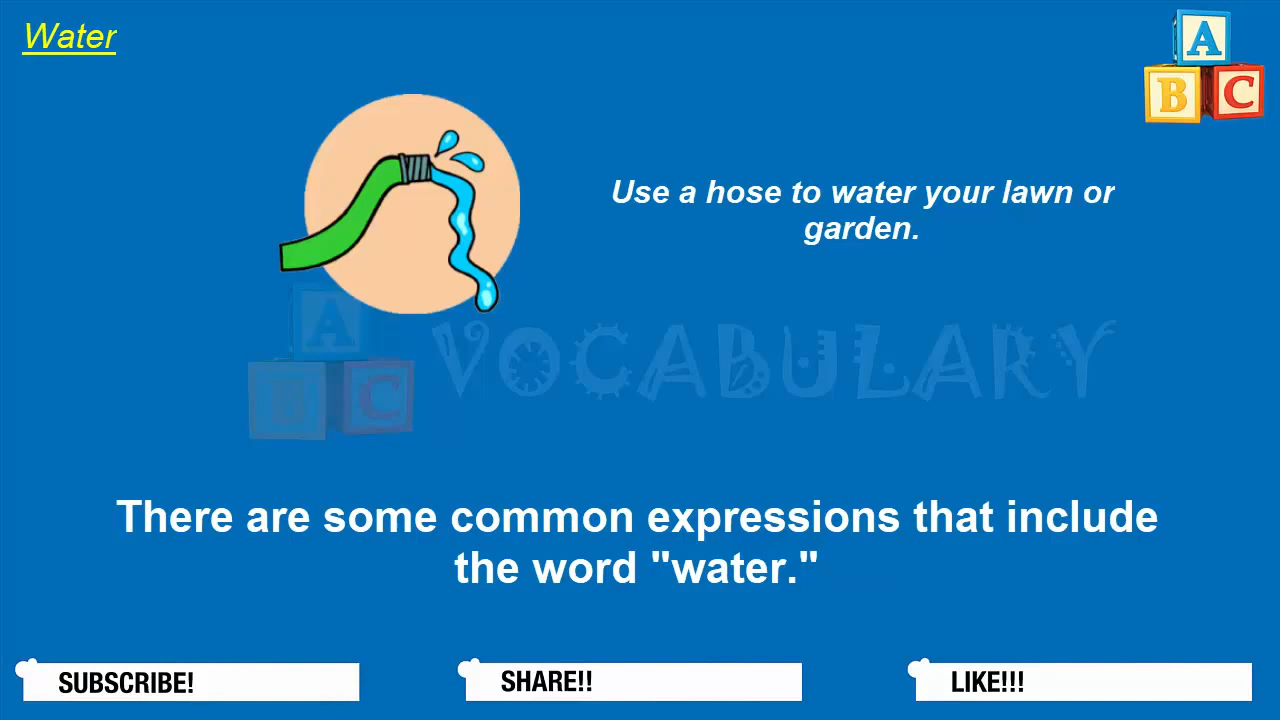 Water
A
B C
Use a hose to water your lawn or
garden.
A
B C
VOCABULARY
There are some common expressions that include
the word "water."
SUBSCRIBE!
SHARE!!
LIKE!!!